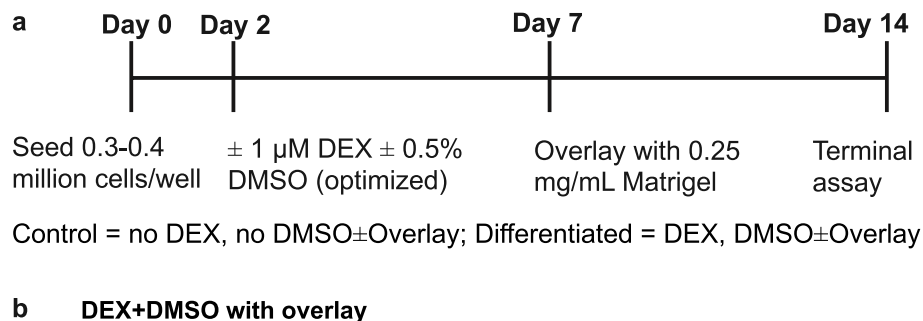 a Day 0 Day 2 Day 7 Day 14
Seed 0.3-0.4 ± 1 µM DEX ± 0.5% Overlay with 0.25 Terminal
million cells/well DMSO (optimized) mg/mL Matrigel assay
Control = no DEX, no DMSO±Overlay; Differentiated = DEX, DMSO±Overlay
b DEX+DMSO with overlay